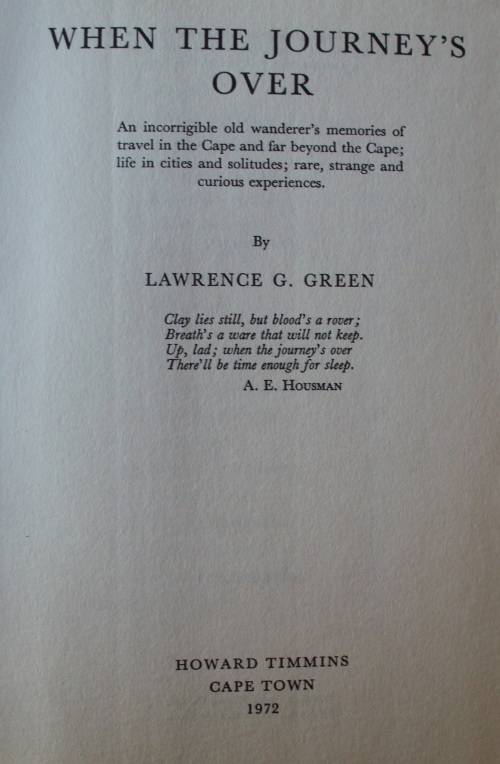 WHEN THE JOURNEY'S
OVER
An incorrigible old wanderer's memories of
travel in the Cape and far beyond the Cape;
life in cities and solitudes; rare, strange and
curious experiences.
By
LAWRENCE G. GREEN
Clay lies still, but blood's a rover;
Breath's a ware that will not keep.
Up, lad; when the journey's over
There'll be time enough for sleep.
A. E. HOUSMAN
HOWARD TIMMINS
CAPE TOWN
1972